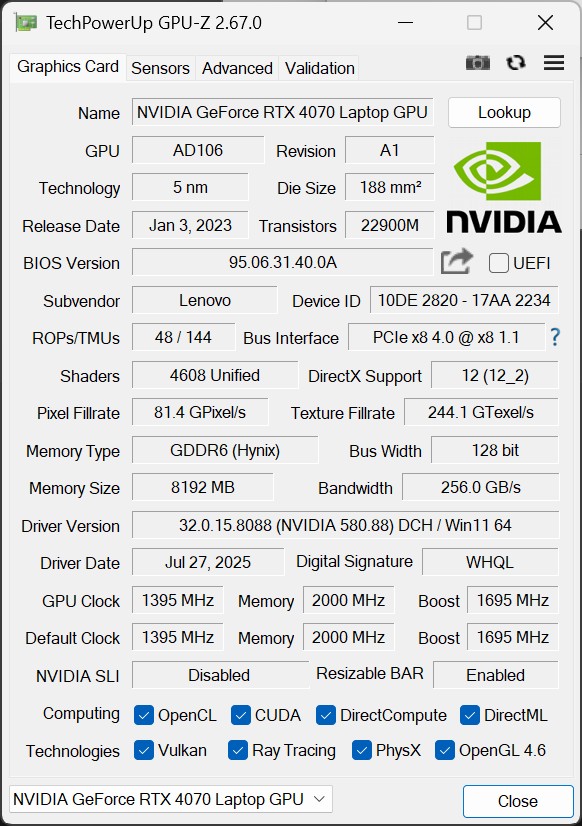 TechPowerUp GPU-Z 2.67.0
Graphics Card Sensors Advanced Validation
Name NVIDIA GeForce RTX 4070 Laptop GPU Lookup
GPU AD106 Revision A1
Technology 5 nm Die Size 188 mm²
Release Date Jan 3, 2023 Transistors 22900M
NVIDIA
BIOS Version 95.06.31.40.0A UEFI
Subvendor Lenovo Device ID 10DE 2820 - 17AA 2234
ROPs/TMUs 48 / 144 Bus Interface PCIe x8 4.0 @ x8 1.1 ?
Shaders 4608 Unified DirectX Support 12 (12_2)
Pixel Fillrate 81.4 GPixel/s Texture Fillrate 244.1 GTexel/s
Memory Type GDDR6 (Hynix) Bus Width 128 bit
Memory Size 8192 MB Bandwidth 256.0 GB/s
Driver Version 32.0.15.8088 (NVIDIA 580.88) DCH / Win11 64
Driver Date Jul 27, 2025 Digital Signature WHQL
GPU Clock 1395 MHz Memory 2000 MHz Boost 1695 MHz
Default Clock 1395 MHz Memory 2000 MHz Boost 1695 MHz
NVIDIA SLI Disabled Resizable BAR Enabled
Computing OpenCL CUDA DirectCompute DirectML
Technologies Vulkan Ray Tracing PhysX OpenGL 4.6
NVIDIA GeForce RTX 4070 Laptop GPU Close